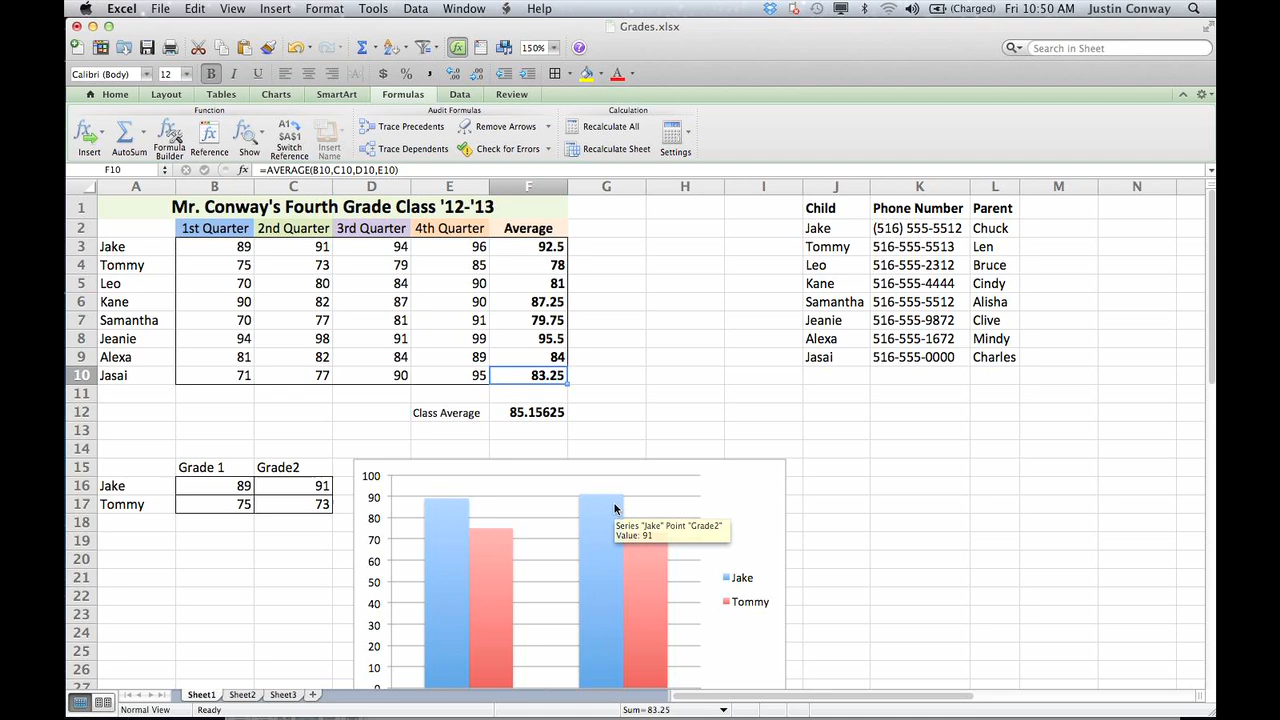 Excel File Edit View Insert Format Tools Data Window Help (Charged) Fri 10:50 AM Justin Conway
Grades.xlsx
150% Search in Sheet
Calibri (Body) 12 B I U $ % A
Home Layout Tables Charts SmartArt Formulas Data Review
Function Audit Formulas Calculation
Insert AutoSum Formula Builder Reference Show A1 $A$1 Switch Reference Insert Name Trace Precedents Remove Arrows Recalculate All Settings
Trace Dependents Check for Errors Recalculate Sheet
F10 fx =AVERAGE(B10,C10,D10,E10)
A B C D E F G H I J K L M N
1 Mr. Conway's Fourth Grade Class '12-'13 Child Phone Number Parent
2 1st Quarter 2nd Quarter 3rd Quarter 4th Quarter Average Jake (516) 555-5512 Chuck
3 Jake 89 91 94 96 92.5 Tommy 516-555-5513 Len
4 Tommy 75 73 79 85 78 Leo 516-555-2312 Bruce
5 Leo 70 80 84 90 81 Kane 516-555-4444 Cindy
6 Kane 90 82 87 90 87.25 Samantha 516-555-5512 Alisha
7 Samantha 70 77 81 91 79.75 Jeanie 516-555-9872 Clive
8 Jeanie 94 98 91 99 95.5 Alexa 516-555-1672 Mindy
9 Alexa 81 82 84 89 84 Jasai 516-555-0000 Charles
10 Jasai 71 77 90 95 83.25
11
12 Class Average 85.15625
13
14
15 Grade 1 Grade2
16 Jake 89 91
17 Tommy 75 73
18
19
20
21
22
23
24
25
26
27
100
90
80
70
60
50
40
30
20
10
0
Series "Jake" Point "Grade2"
Value: 91
Jake
Tommy
Sheet1 Sheet2 Sheet3 +
Normal View Ready Sum=83.25